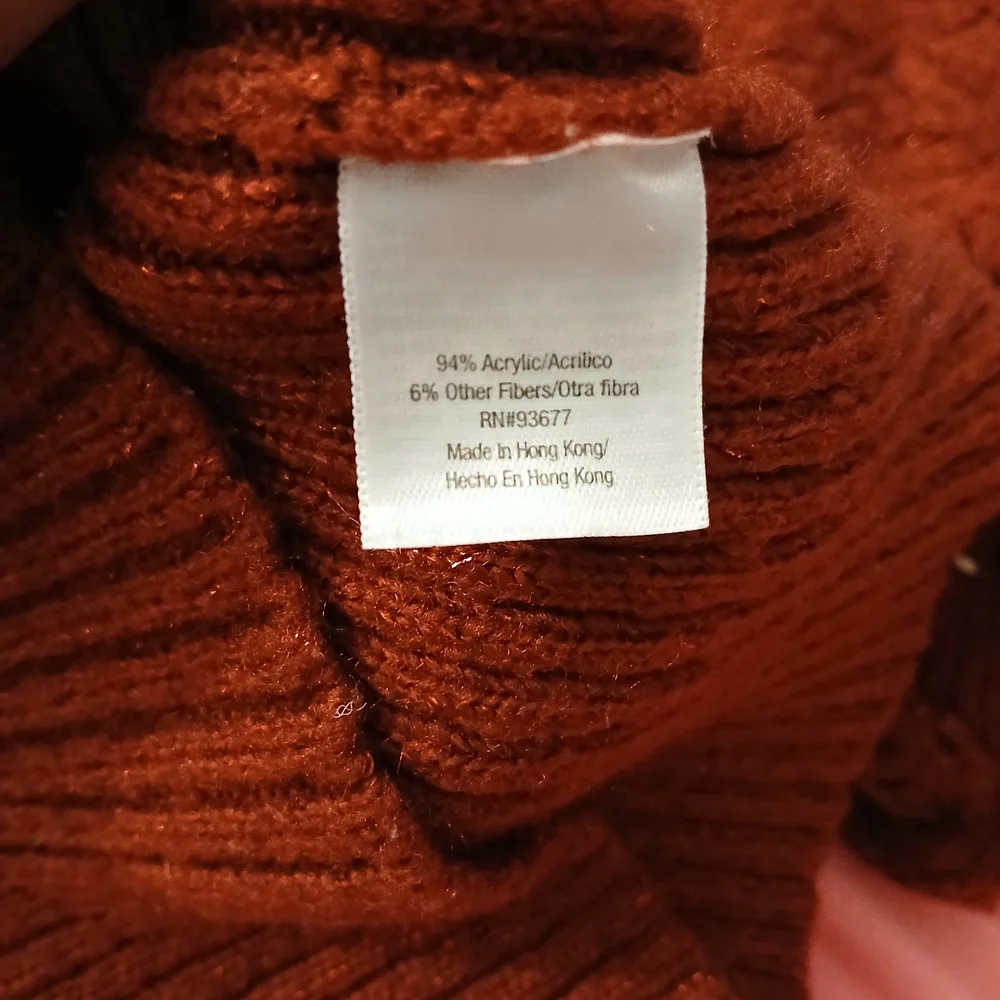 94% Acrylic/Acrilico
6% Other Fibers/Otra fibra
RN#93677
Made In Hong Kong/
Hecho En Hong Kong